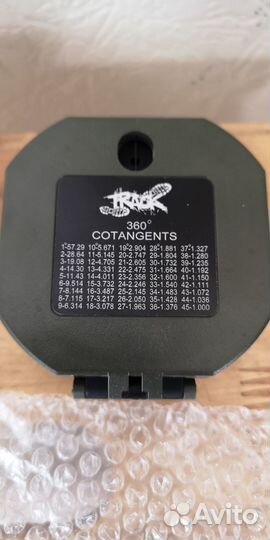 TRACK
360°
COTANGENTS
1-57.29 10-5.671 19-2.904 28-1.881 37-1.327
2-28.64 11-5.145 20-2.747 29-1.804 38-1.280
3-19.08 12-4.705 21-2.605 30-1.732 39-1.235
4-14.30 13-4.331 22-2.475 31-1.664 40-1.192
5-11.43 14-4.011 23-2.356 32-1.600 41-1.150
6-9.514 15-3.732 24-2.246 33-1.540 42-1.111
7-8.144 16-3.487 25-2.145 34-1.483 43-1.072
8-7.115 17-3.217 26-2.050 35-1.428 44-1.036
9-6.314 18-3.078 27-1.963 36-1.376 45-1.000
Avito